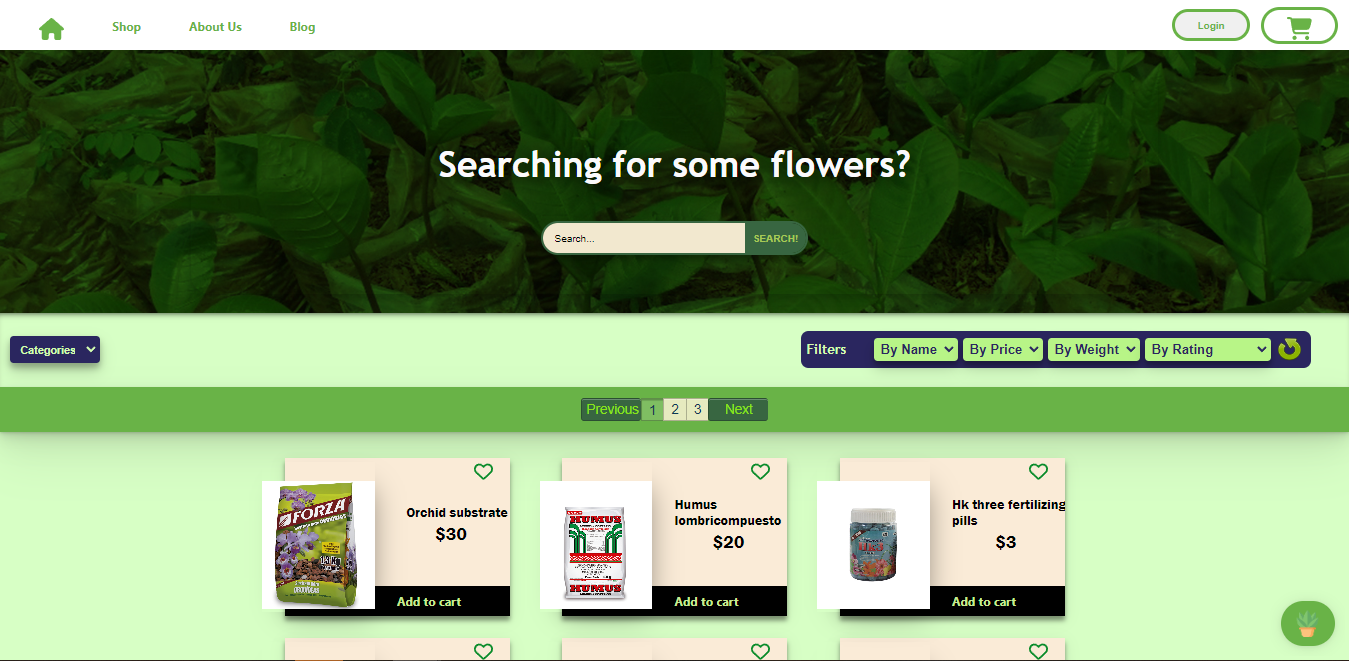 Shop About Us Blog Login
Searching for some flowers?
Search... SEARCH!
Categories Filters By Name By Price By Weight By Rating
Previous 1 2 3 Next
FORZA
Orchid substrate
$30
Add to cart
HUMUS
HUMUS
Humus
lombricompuesto
$20
Add to cart
Hk three fertilizing
pills
$3
Add to cart